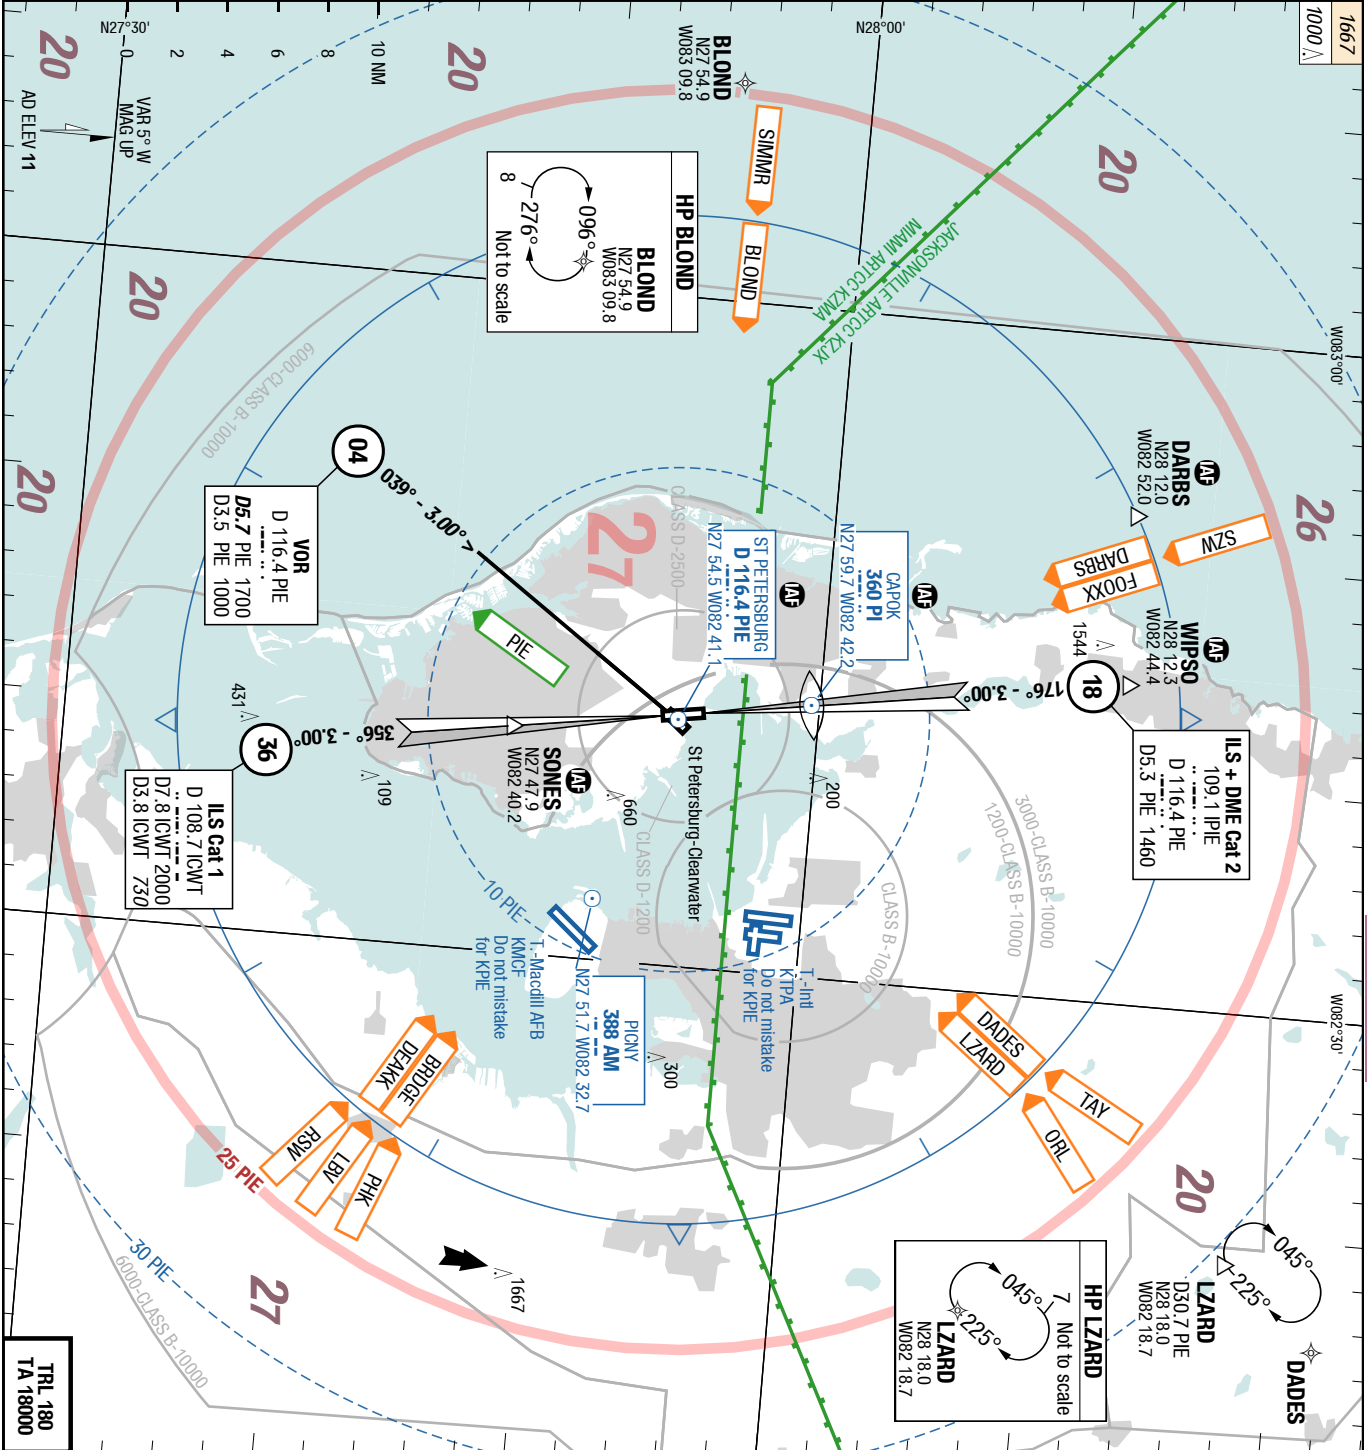 1667
1000
N28°00'
N27°30'
0
2
4
6
8
10 NM
20
20
20
20
20
20
26
27
27
VAR 5° W
MAG UP
AD ELEV 11
BLOND
N27 54.9
W083 09.8
SIMMR
BLOND
HP BLOND
BLOND
N27 54.9
W083 09.8
096°
276°
8
Not to scale
JACKSONVILLE ARTCC KZJX
MIAMI ARTCC KZMA
W083°00'
6000-CLASS B-10000
04
039° - 3.00° >
VOR
D 116.4 PIE
D5.7 PIE 1700
D3.5 PIE 1000
CLASS D-2500
IAF
DARBS
N28 12.0
W082 52.0
SZW
DARBS
FOOXX
IAF
WIPSO
N28 12.3
W082 44.4
1544
18
176° - 3.00°
ILS + DME Cat 2
109.1 IPIE
D 116.4 PIE
D5.3 PIE 1460
IAF
CAPOK
360 PI
N27 59.7 W082 42.2
IAF
ST PETERSBURG
D 116.4 PIE
N27 54.5 W082 41.1
PIE
431
36
356° - 3.00°
ILS Cat 1
D 108.7 ICWT
D7.8 ICWT 2000
D3.8 ICWT 730
109
IAF
SONES
N27 47.9
W082 40.2
660
200
St Petersburg-Clearwater
CLASS D-1200
3000-CLASS B-10000
1200-CLASS B-10000
CLASS B-10000
10 PIE
T.-Macdill AFB
KMCF
Do not mistake
for KPIE
T.-Intl
KTPA
Do not mistake
for KPIE
PICNY
388 AM
N27 51.7 W082 32.7
300
W082°30'
DADES
LZARD
TAY
ORL
BRDGE
DEAKK
RSW
LBV
PHK
25 PIE
30 PIE
6000-CLASS B-10000
1667
HP LZARD
7 Not to scale
045°
225°
LZARD
N28 18.0
W082 18.7
045°
225°
LZARD
D30.7 PIE
N28 18.0
W082 18.7
DADES
TRL 180
TA 18000